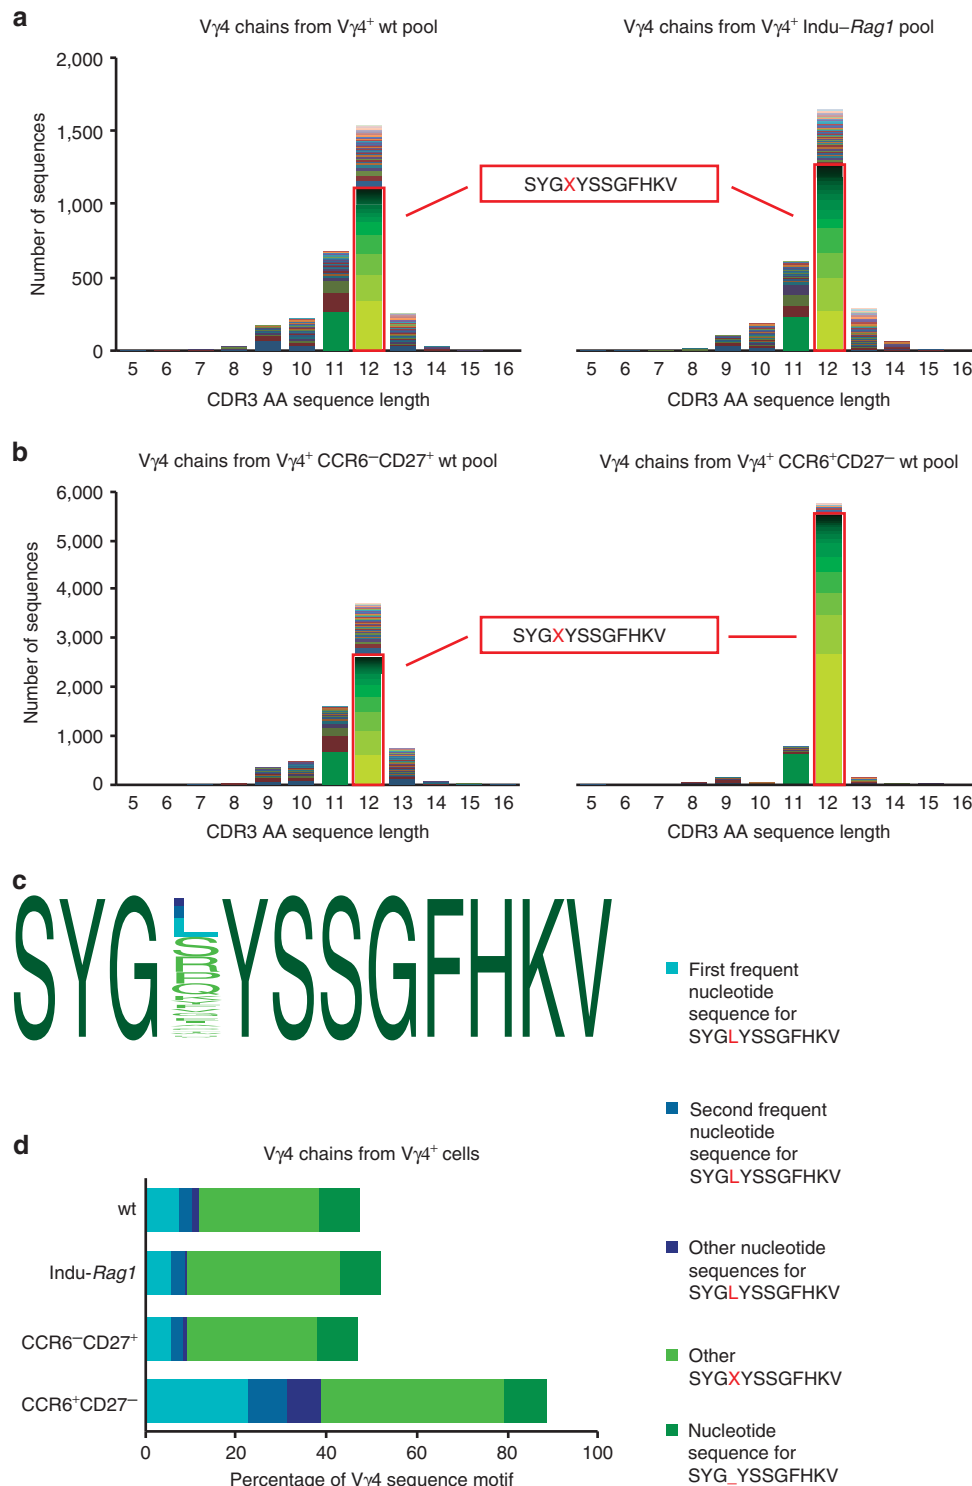 a
Vγ4 chains from Vγ4⁺ wt pool
Vγ4 chains from Vγ4⁺ Indu–Rag1 pool
Number of sequences
2,000
1,500
1,000
500
0
SYGXYSSGFHKV
5 6 7 8 9 10 11 12 13 14 15 16
5 6 7 8 9 10 11 12 13 14 15 16
CDR3 AA sequence length
CDR3 AA sequence length
b
Vγ4 chains from Vγ4⁺ CCR6⁻CD27⁺ wt pool
Vγ4 chains from Vγ4⁺ CCR6⁺CD27⁻ wt pool
Number of sequences
6,000
5,000
4,000
3,000
2,000
1,000
0
SYGXYSSGFHKV
5 6 7 8 9 10 11 12 13 14 15 16
5 6 7 8 9 10 11 12 13 14 15 16
CDR3 AA sequence length
CDR3 AA sequence length
c
SYGLYSSGFHKV
S
R
P
Q
First frequent
nucleotide
sequence for
SYGLYSSGFHKV
Second frequent
nucleotide
sequence for
SYGLYSSGFHKV
Other nucleotide
sequences for
SYGLYSSGFHKV
Other
SYGXYSSGFHKV
Nucleotide
sequence for
SYG_YSSGFHKV
d
Vγ4 chains from Vγ4⁺ cells
wt
Indu-Rag1
CCR6⁻CD27⁺
CCR6⁺CD27⁻
0 20 40 60 80 100
Percentage of Vγ4 sequence motif